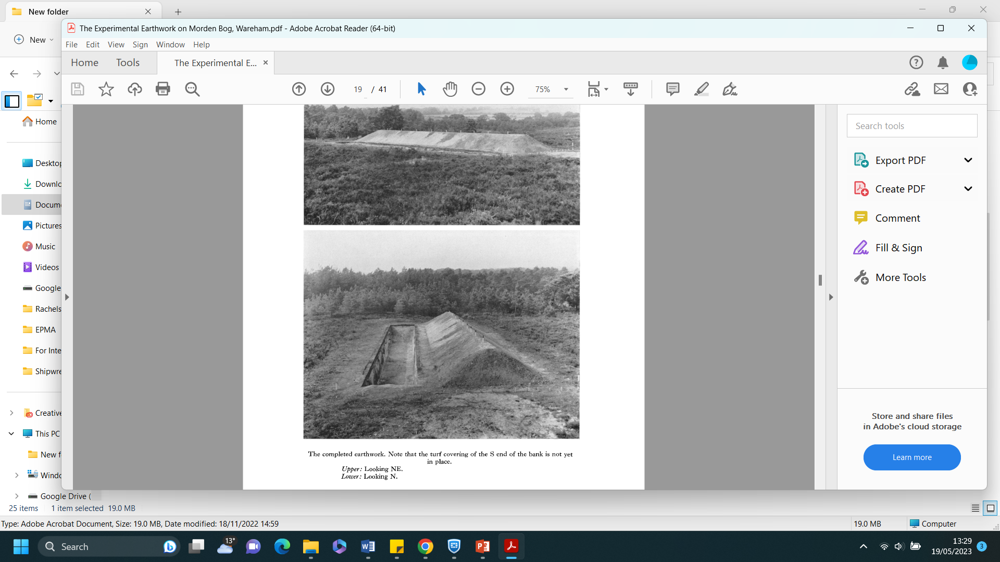 New folder
The Experimental Earthwork on Morden Bog, Wareham.pdf - Adobe Acrobat Reader (64-bit)
New
File Edit View Sign Window Help
Home Tools The Experimental E...
19 / 41 75%
Home
Desktop
Downlo
Docume
Pictures
Music
Videos
Google
Rachels
EPMA
For Inte
Shipwre
Creative
This PC
New f
Windo
Google Drive (
Search tools
Export PDF
Create PDF
Comment
Fill & Sign
More Tools
Store and share files
in Adobe's cloud storage
Learn more
The completed earthwork. Note that the turf covering of the S end of the bank is not yet
in place.
Upper: Looking NE.
Lower: Looking N.
25 items 1 item selected 19.0 MB
Type: Adobe Acrobat Document, Size: 19.0 MB, Date modified: 18/11/2022 14:59 19.0 MB Computer
Search 13° 13:29
19/05/2023 3